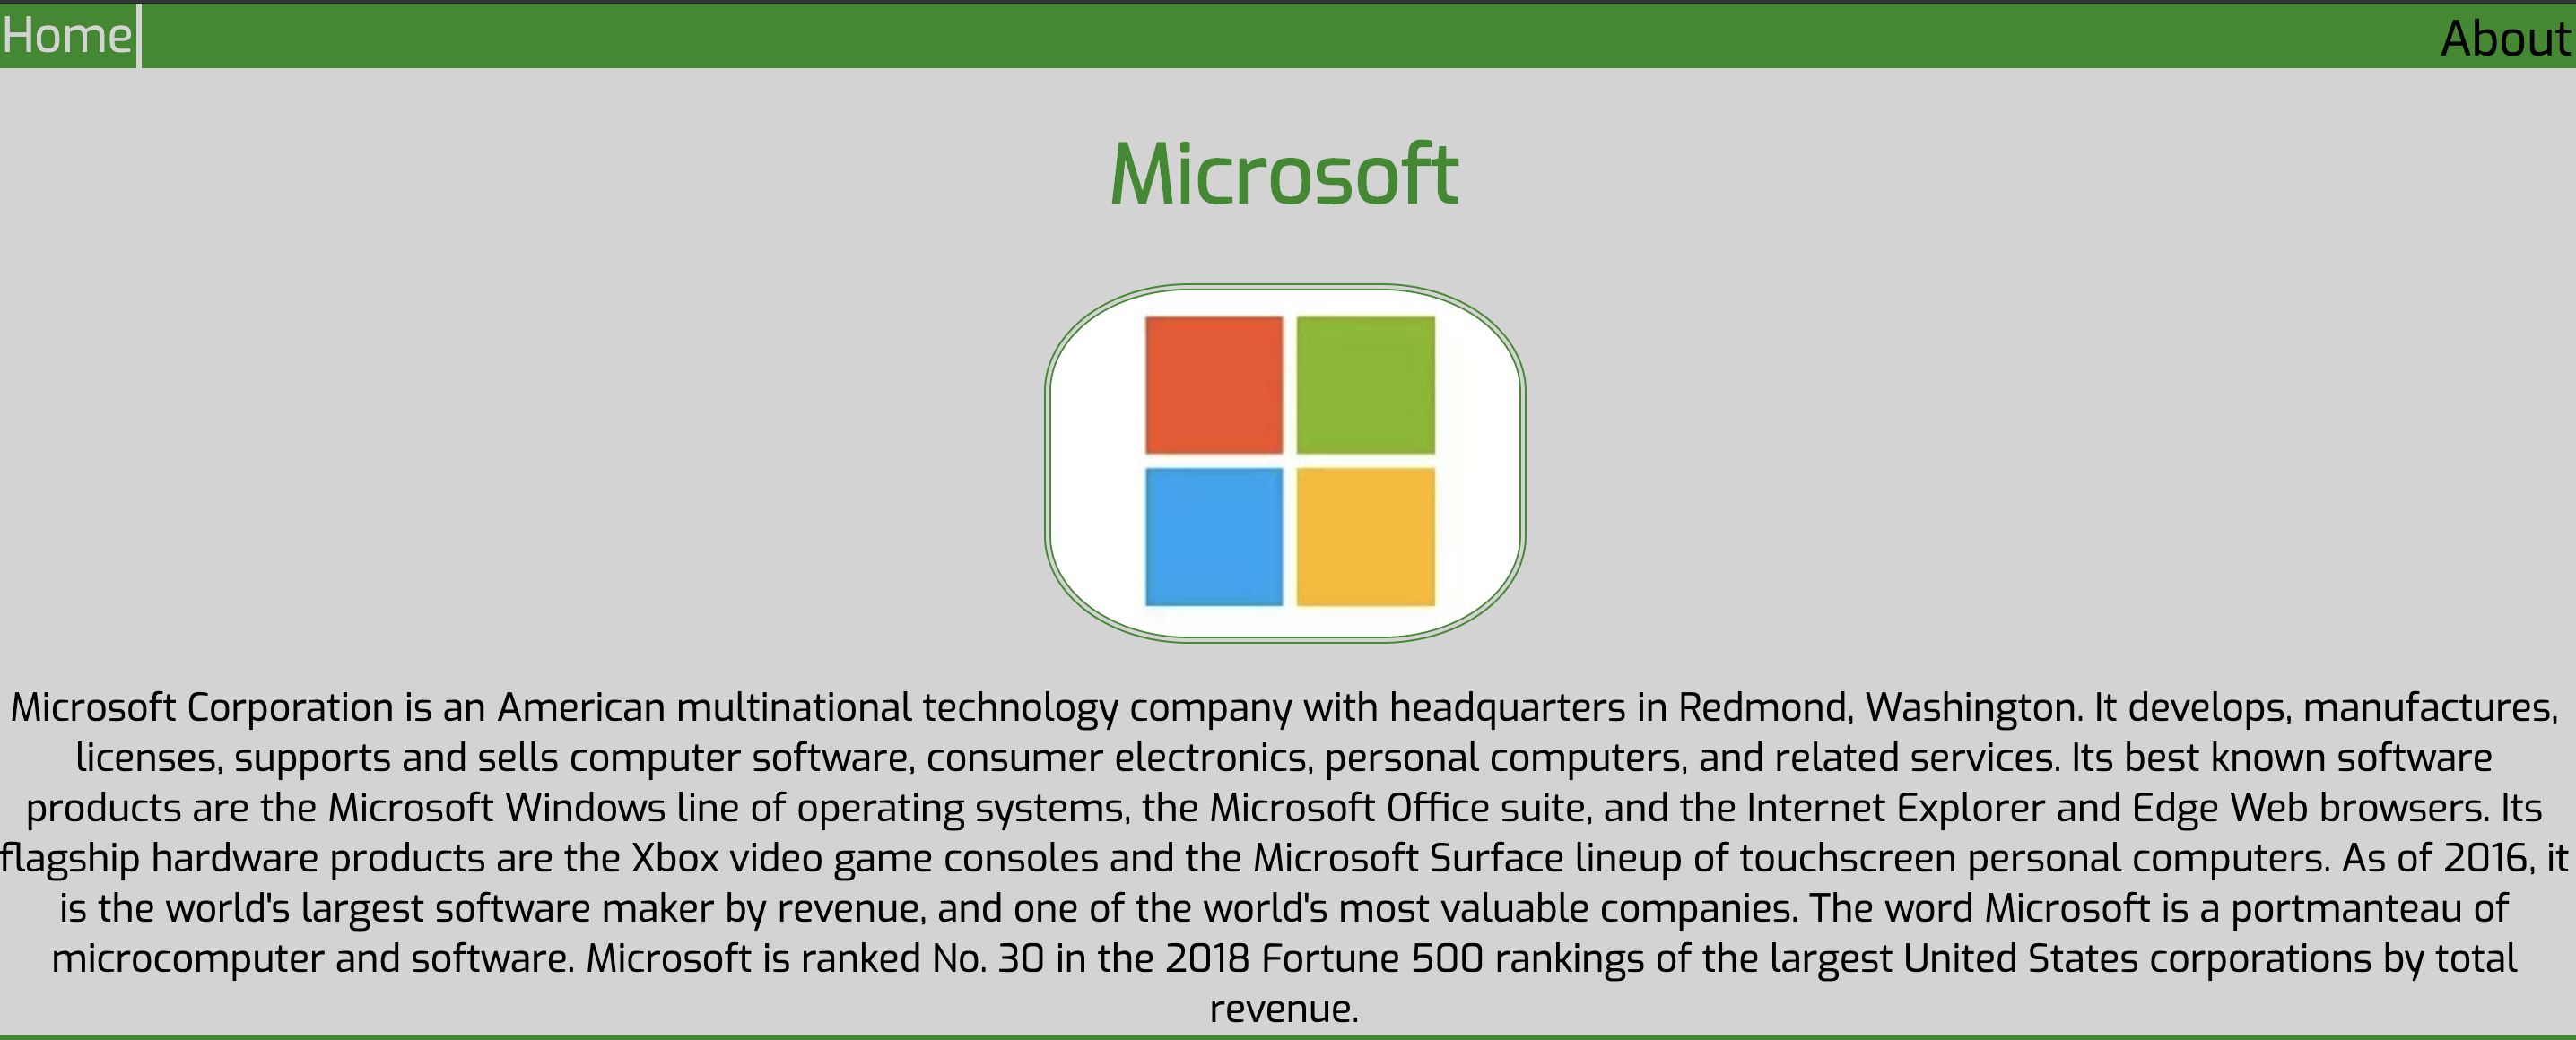 Home
About
Microsoft
Microsoft Corporation is an American multinational technology company with headquarters in Redmond, Washington. It develops, manufactures,
licenses, supports and sells computer software, consumer electronics, personal computers, and related services. Its best known software
products are the Microsoft Windows line of operating systems, the Microsoft Office suite, and the Internet Explorer and Edge Web browsers. Its
flagship hardware products are the Xbox video game consoles and the Microsoft Surface lineup of touchscreen personal computers. As of 2016, it
is the world's largest software maker by revenue, and one of the world's most valuable companies. The word Microsoft is a portmanteau of
microcomputer and software. Microsoft is ranked No. 30 in the 2018 Fortune 500 rankings of the largest United States corporations by total
revenue.